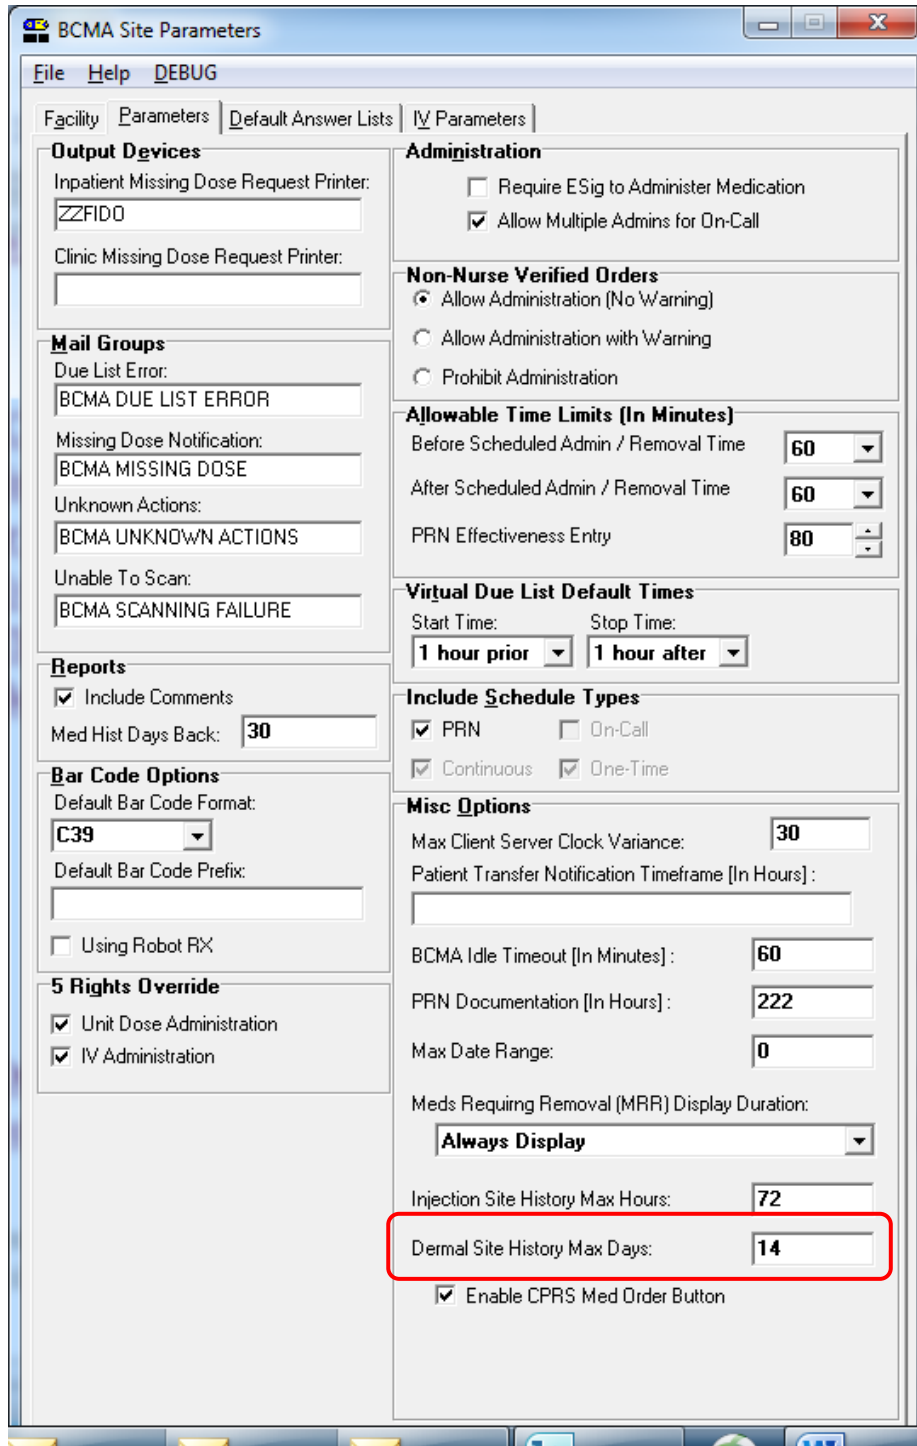 BCMA Site Parameters
File Help DEBUG
Facility Parameters Default Answer Lists IV Parameters
Output Devices
Inpatient Missing Dose Request Printer:
ZZFIDO
Clinic Missing Dose Request Printer:
Mail Groups
Due List Error:
BCMA DUE LIST ERROR
Missing Dose Notification:
BCMA MISSING DOSE
Unknown Actions:
BCMA UNKNOWN ACTIONS
Unable To Scan:
BCMA SCANNING FAILURE
Reports
Include Comments
Med Hist Days Back: 30
Bar Code Options
Default Bar Code Format:
C39
Default Bar Code Prefix:
Using Robot RX
5 Rights Override
Unit Dose Administration
IV Administration
Administration
Require ESig to Administer Medication
Allow Multiple Admins for On-Call
Non-Nurse Verified Orders
Allow Administration (No Warning)
Allow Administration with Warning
Prohibit Administration
Allowable Time Limits (In Minutes)
Before Scheduled Admin / Removal Time 60
After Scheduled Admin / Removal Time 60
PRN Effectiveness Entry 80
Virtual Due List Default Times
Start Time: Stop Time:
1 hour prior 1 hour after
Include Schedule Types
PRN On-Call
Continuous One-Time
Misc Options
Max Client Server Clock Variance: 30
Patient Transfer Notification Timeframe [In Hours] :
BCMA Idle Timeout [In Minutes] : 60
PRN Documentation [In Hours] : 222
Max Date Range: 0
Meds Requirng Removal (MRR) Display Duration:
Always Display
Injection Site History Max Hours: 72
Dermal Site History Max Days: 14
Enable CPRS Med Order Button